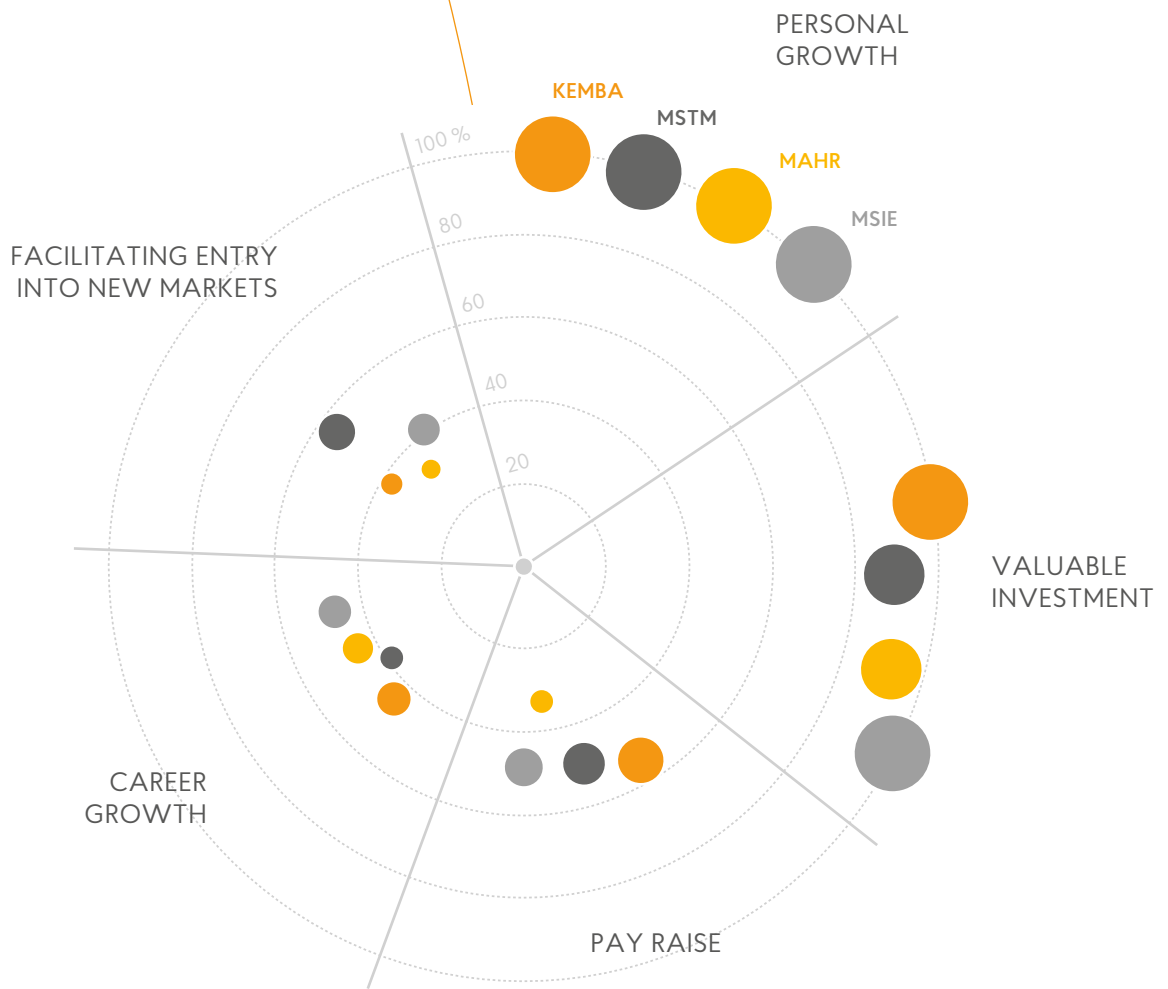 PERSONAL
GROWTH
KEMBA
MSTM
MAHR
MSIE
100 %
80
60
40
20
FACILITATING ENTRY
INTO NEW MARKETS
VALUABLE
INVESTMENT
CAREER
GROWTH
PAY RAISE